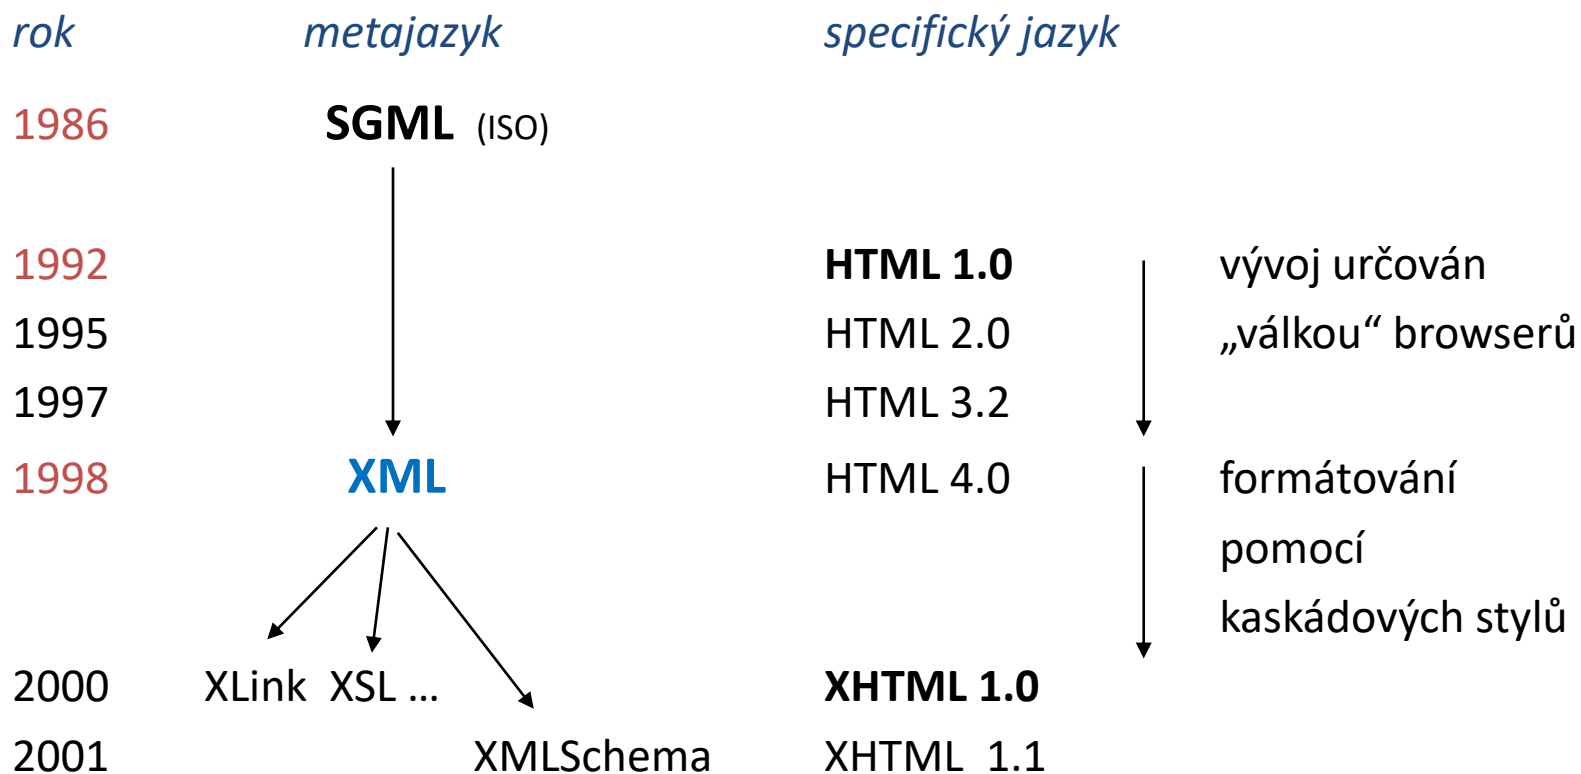 rok metajazyk specifický jazyk
1986 SGML (ISO)
1992 HTML 1.0 vývoj určován
1995 HTML 2.0 „válkou“ browserů
1997 HTML 3.2
1998 XML HTML 4.0 formátování
pomocí
kaskádových stylů
2000 XLink XSL ... XHTML 1.0
2001 XMLSchema XHTML 1.1